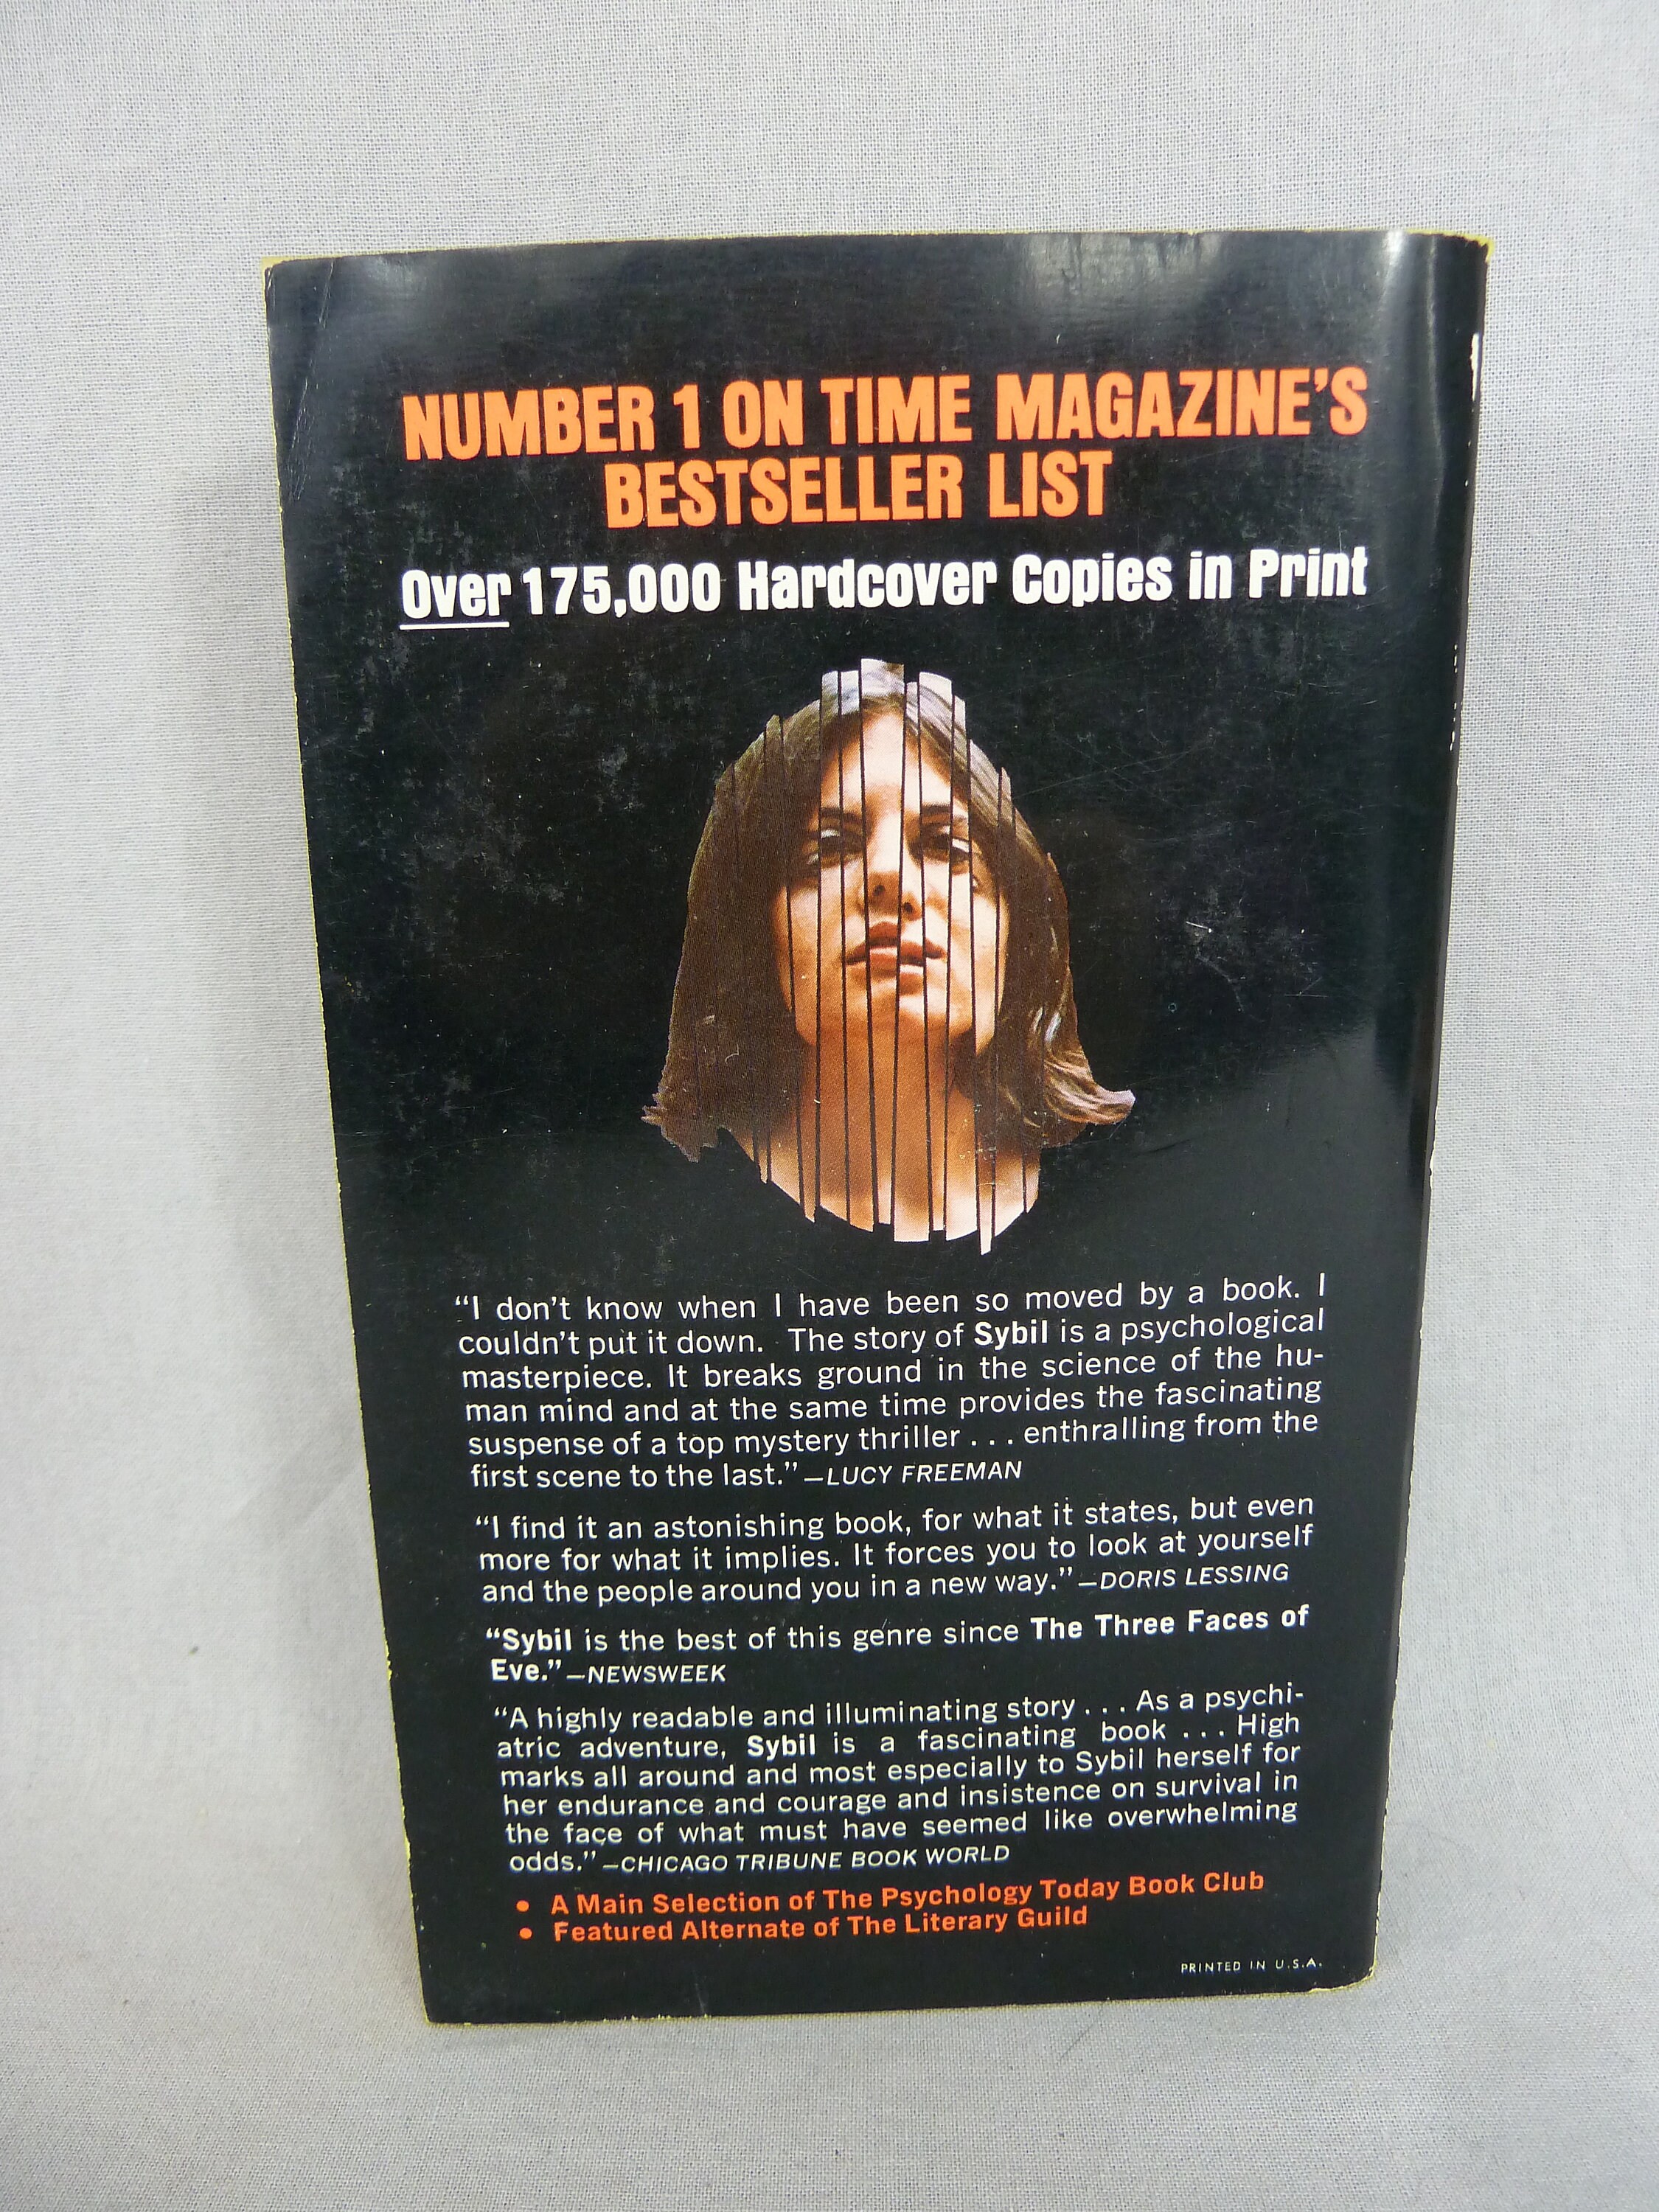 NUMBER 1 ON TIME MAGAZINE'S
BESTSELLER LIST
Over 175,000 Hardcover Copies in Print
“I don't know when I have been so moved by a book. I
couldn't put it down. The story of Sybil is a psychological
masterpiece. It breaks ground in the science of the hu-
man mind and at the same time provides the fascinating
suspense of a top mystery thriller . . . enthralling from the
first scene to the last.” —LUCY FREEMAN
“I find it an astonishing book, for what it states, but even
more for what it implies. It forces you to look at yourself
and the people around you in a new way.” —DORIS LESSING
“Sybil is the best of this genre since The Three Faces of
Eve.” —NEWSWEEK
“A highly readable and illuminating story . . . As a psychi-
atric adventure, Sybil is a fascinating book . . . High
marks all around and most especially to Sybil herself for
her endurance and courage and insistence on survival in
the face of what must have seemed like overwhelming
odds.” —CHICAGO TRIBUNE BOOK WORLD
• A Main Selection of The Psychology Today Book Club
• Featured Alternate of The Literary Guild
PRINTED IN U.S.A.